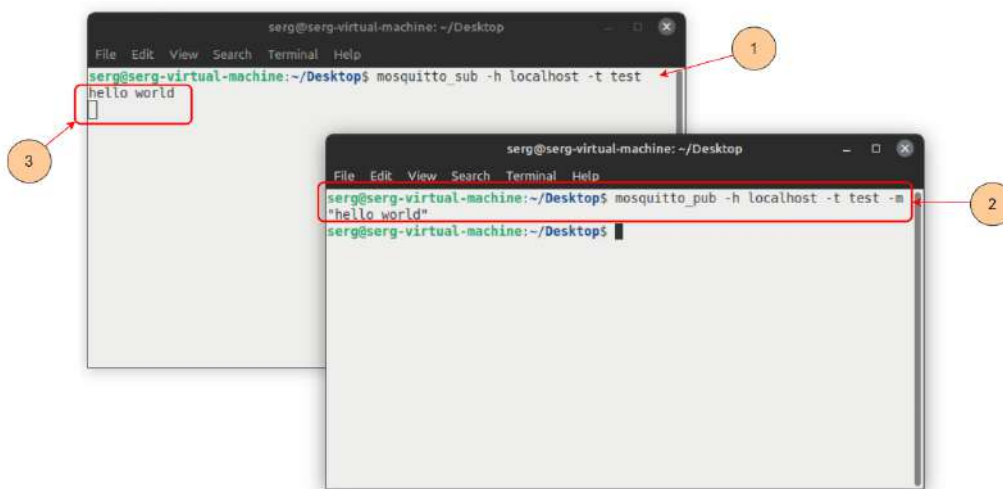 serg@serg-virtual-machine: ~/Desktop
File Edit View Search Terminal Help
serg@serg-virtual-machine:~/Desktop$ mosquitto_sub -h localhost -t test
hello world
1
3
serg@serg-virtual-machine: ~/Desktop
File Edit View Search Terminal Help
serg@serg-virtual-machine:~/Desktop$ mosquitto_pub -h localhost -t test -m
"hello world"
serg@serg-virtual-machine:~/Desktop$
2